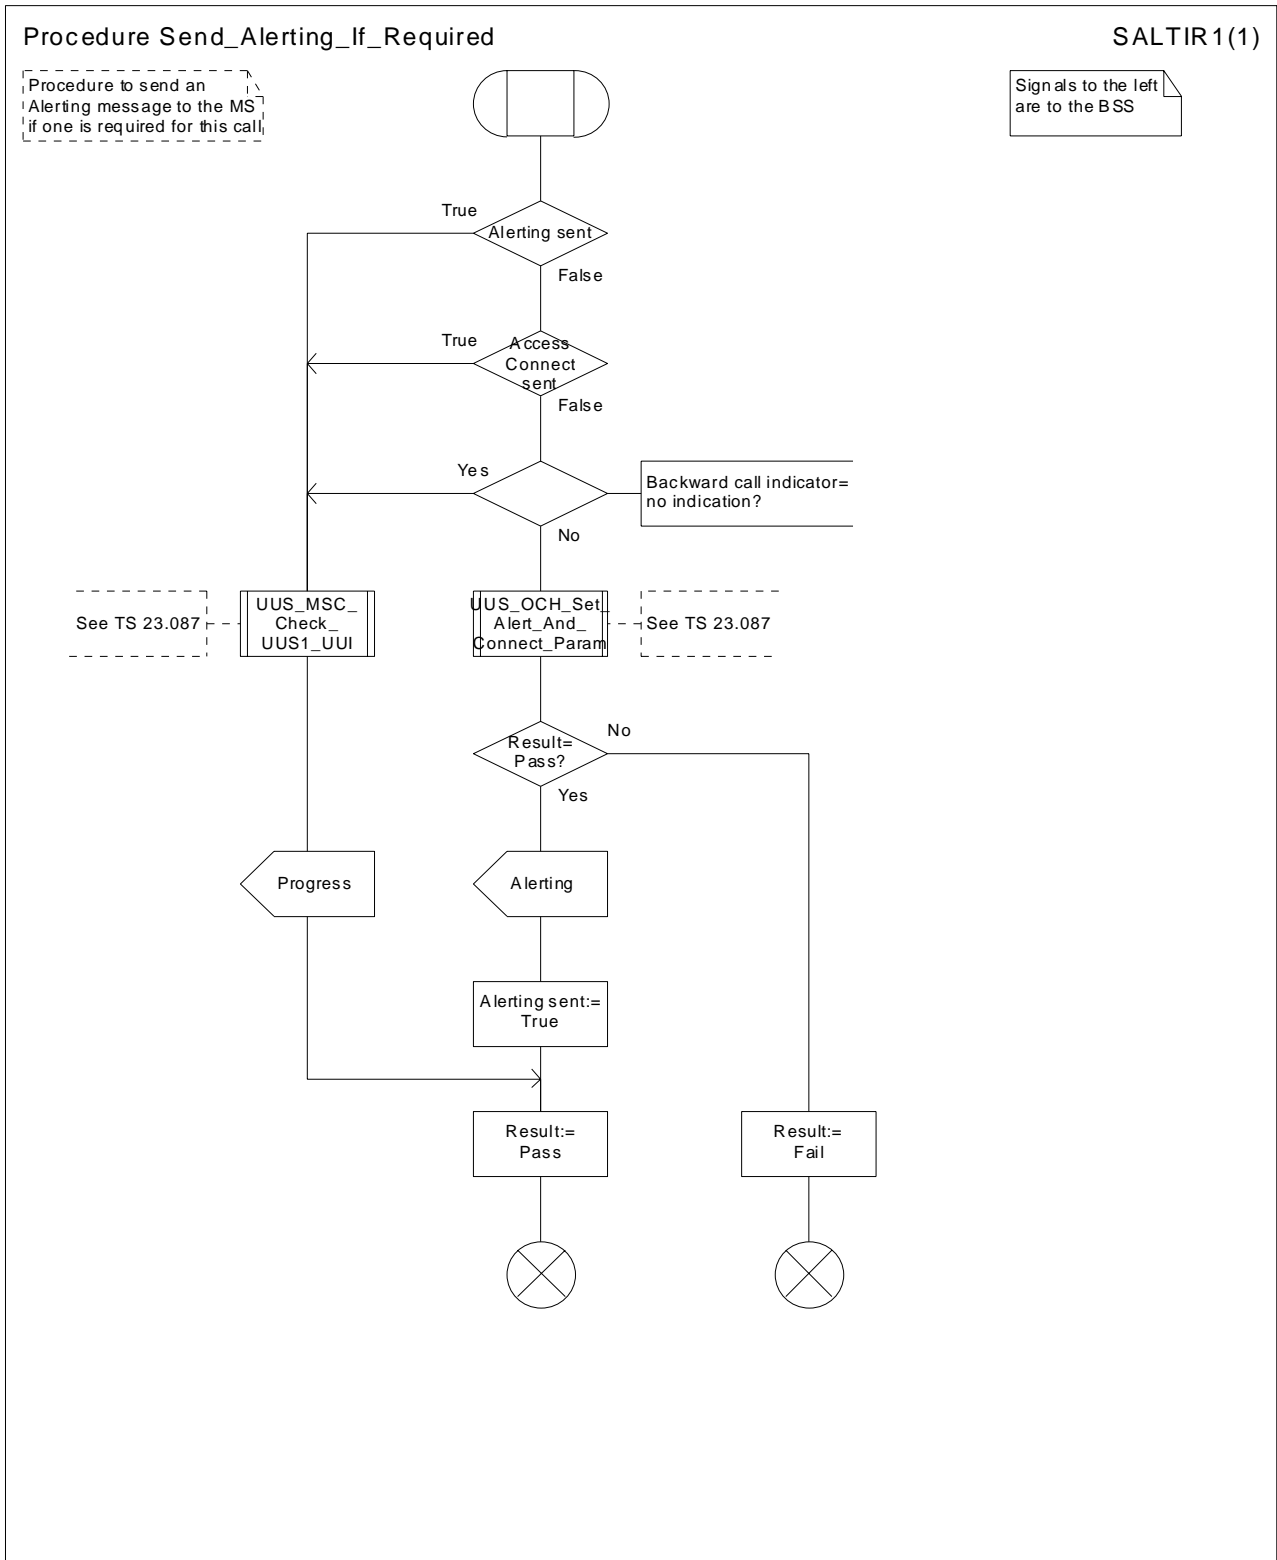 Procedure Send_Alerting_If_Required
SALTIR1(1)
Procedure to send an
Alerting message to the MS
if one is required for this call
Signals to the left
are to the BSS
True
Alerting sent
False
True
Access
Connect
sent
False
Yes
Backward call indicator=
no indication?
No
See TS 23.087
UUS_MSC_
Check_
UUS1_UUI
UUS_OCH_Set_
Alert_And_
Connect_Param
See TS 23.087
Result=
Pass?
No
Yes
Progress
Alerting
Alerting sent:=
True
Result:=
Pass
Result:=
Fail